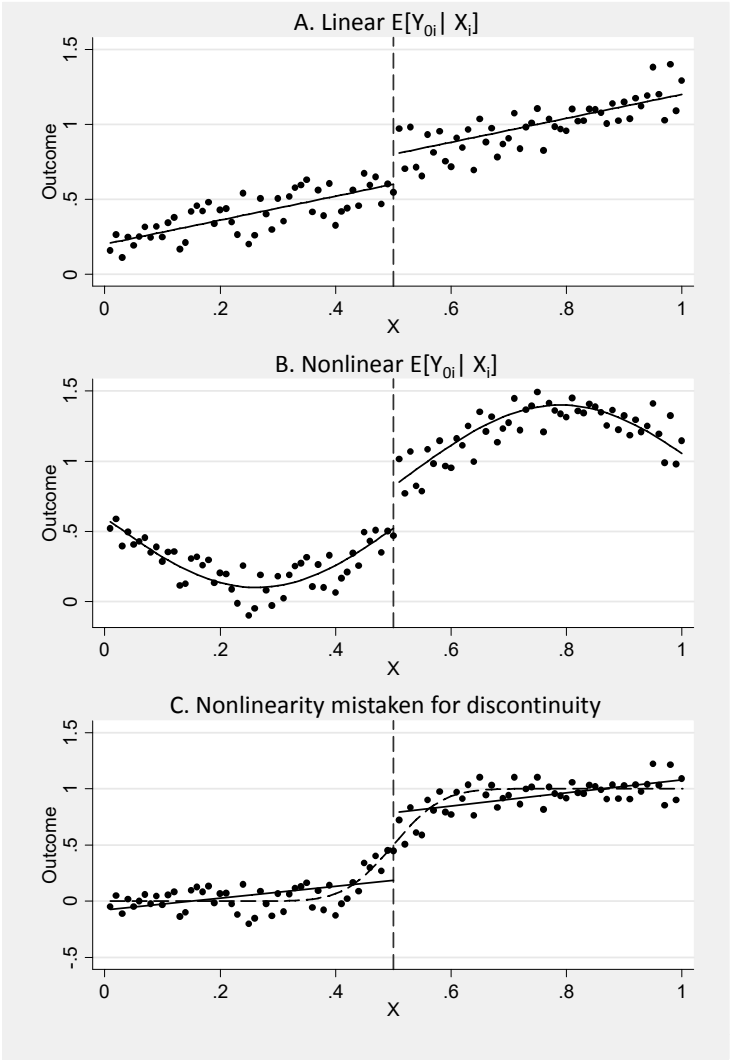 A. Linear E[Y0i| Xi]
1.5
1
.5
0
Outcome
0 .2 .4 .6 .8 1
X
B. Nonlinear E[Y0i| Xi]
1.5
1
.5
0
Outcome
0 .2 .4 .6 .8 1
X
C. Nonlinearity mistaken for discontinuity
1.5
1
.5
0
-.5
Outcome
0 .2 .4 .6 .8 1
X